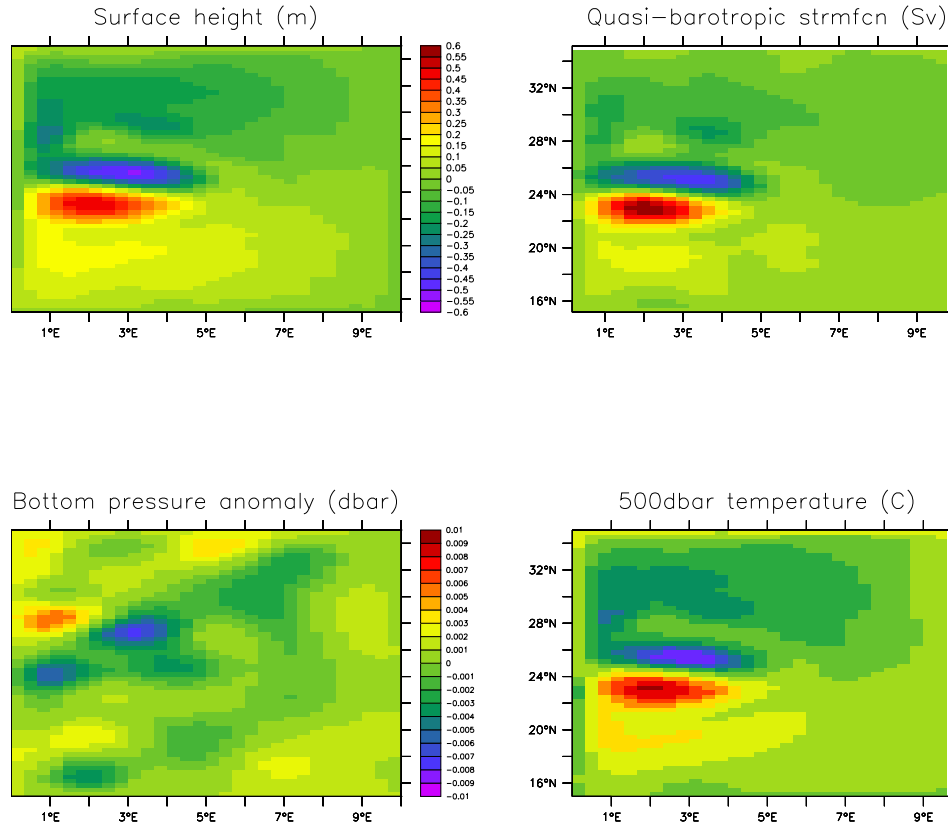 Surface height (m)
Quasi-barotropic strmfcn (Sv)
0.6
0.55
0.5
0.45
0.4
0.35
0.3
0.25
0.2
0.15
0.1
0.05
0
-0.05
-0.1
-0.15
-0.2
-0.25
-0.3
-0.35
-0.4
-0.45
-0.5
-0.55
-0.6
32°N
28°N
24°N
20°N
16°N
1°E 3°E 5°E 7°E 9°E
1°E 3°E 5°E 7°E 9°E
Bottom pressure anomaly (dbar)
500dbar temperature (C)
0.01
0.009
0.008
0.007
0.006
0.005
0.004
0.003
0.002
0.001
0
-0.001
-0.002
-0.003
-0.004
-0.005
-0.006
-0.007
-0.008
-0.009
-0.01
32°N
28°N
24°N
20°N
16°N
1°E 3°E 5°E 7°E 9°E
1°E 3°E 5°E 7°E 9°E